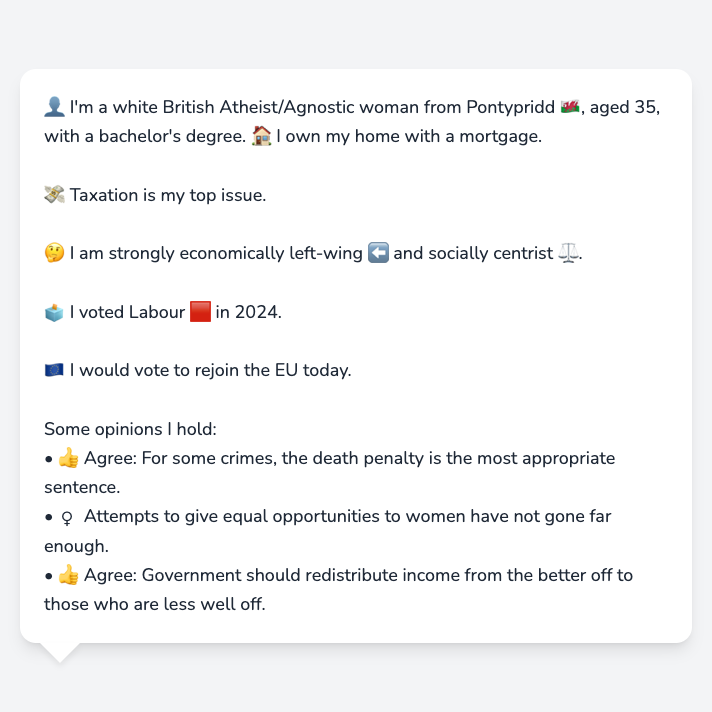 👤 I'm a white British Atheist/Agnostic woman from Pontypridd 🏴󠁧󠁢󠁷󠁬󠁳󠁿, aged 35,
with a bachelor's degree. 🏠 I own my home with a mortgage.
💸 Taxation is my top issue.
🤔 I am strongly economically left-wing ⬅️ and socially centrist ⚖️.
🗳️ I voted Labour 🟥 in 2024.
🇪🇺 I would vote to rejoin the EU today.
Some opinions I hold:
• 👍 Agree: For some crimes, the death penalty is the most appropriate
sentence.
• ♀ Attempts to give equal opportunities to women have not gone far
enough.
• 👍 Agree: Government should redistribute income from the better off to
those who are less well off.